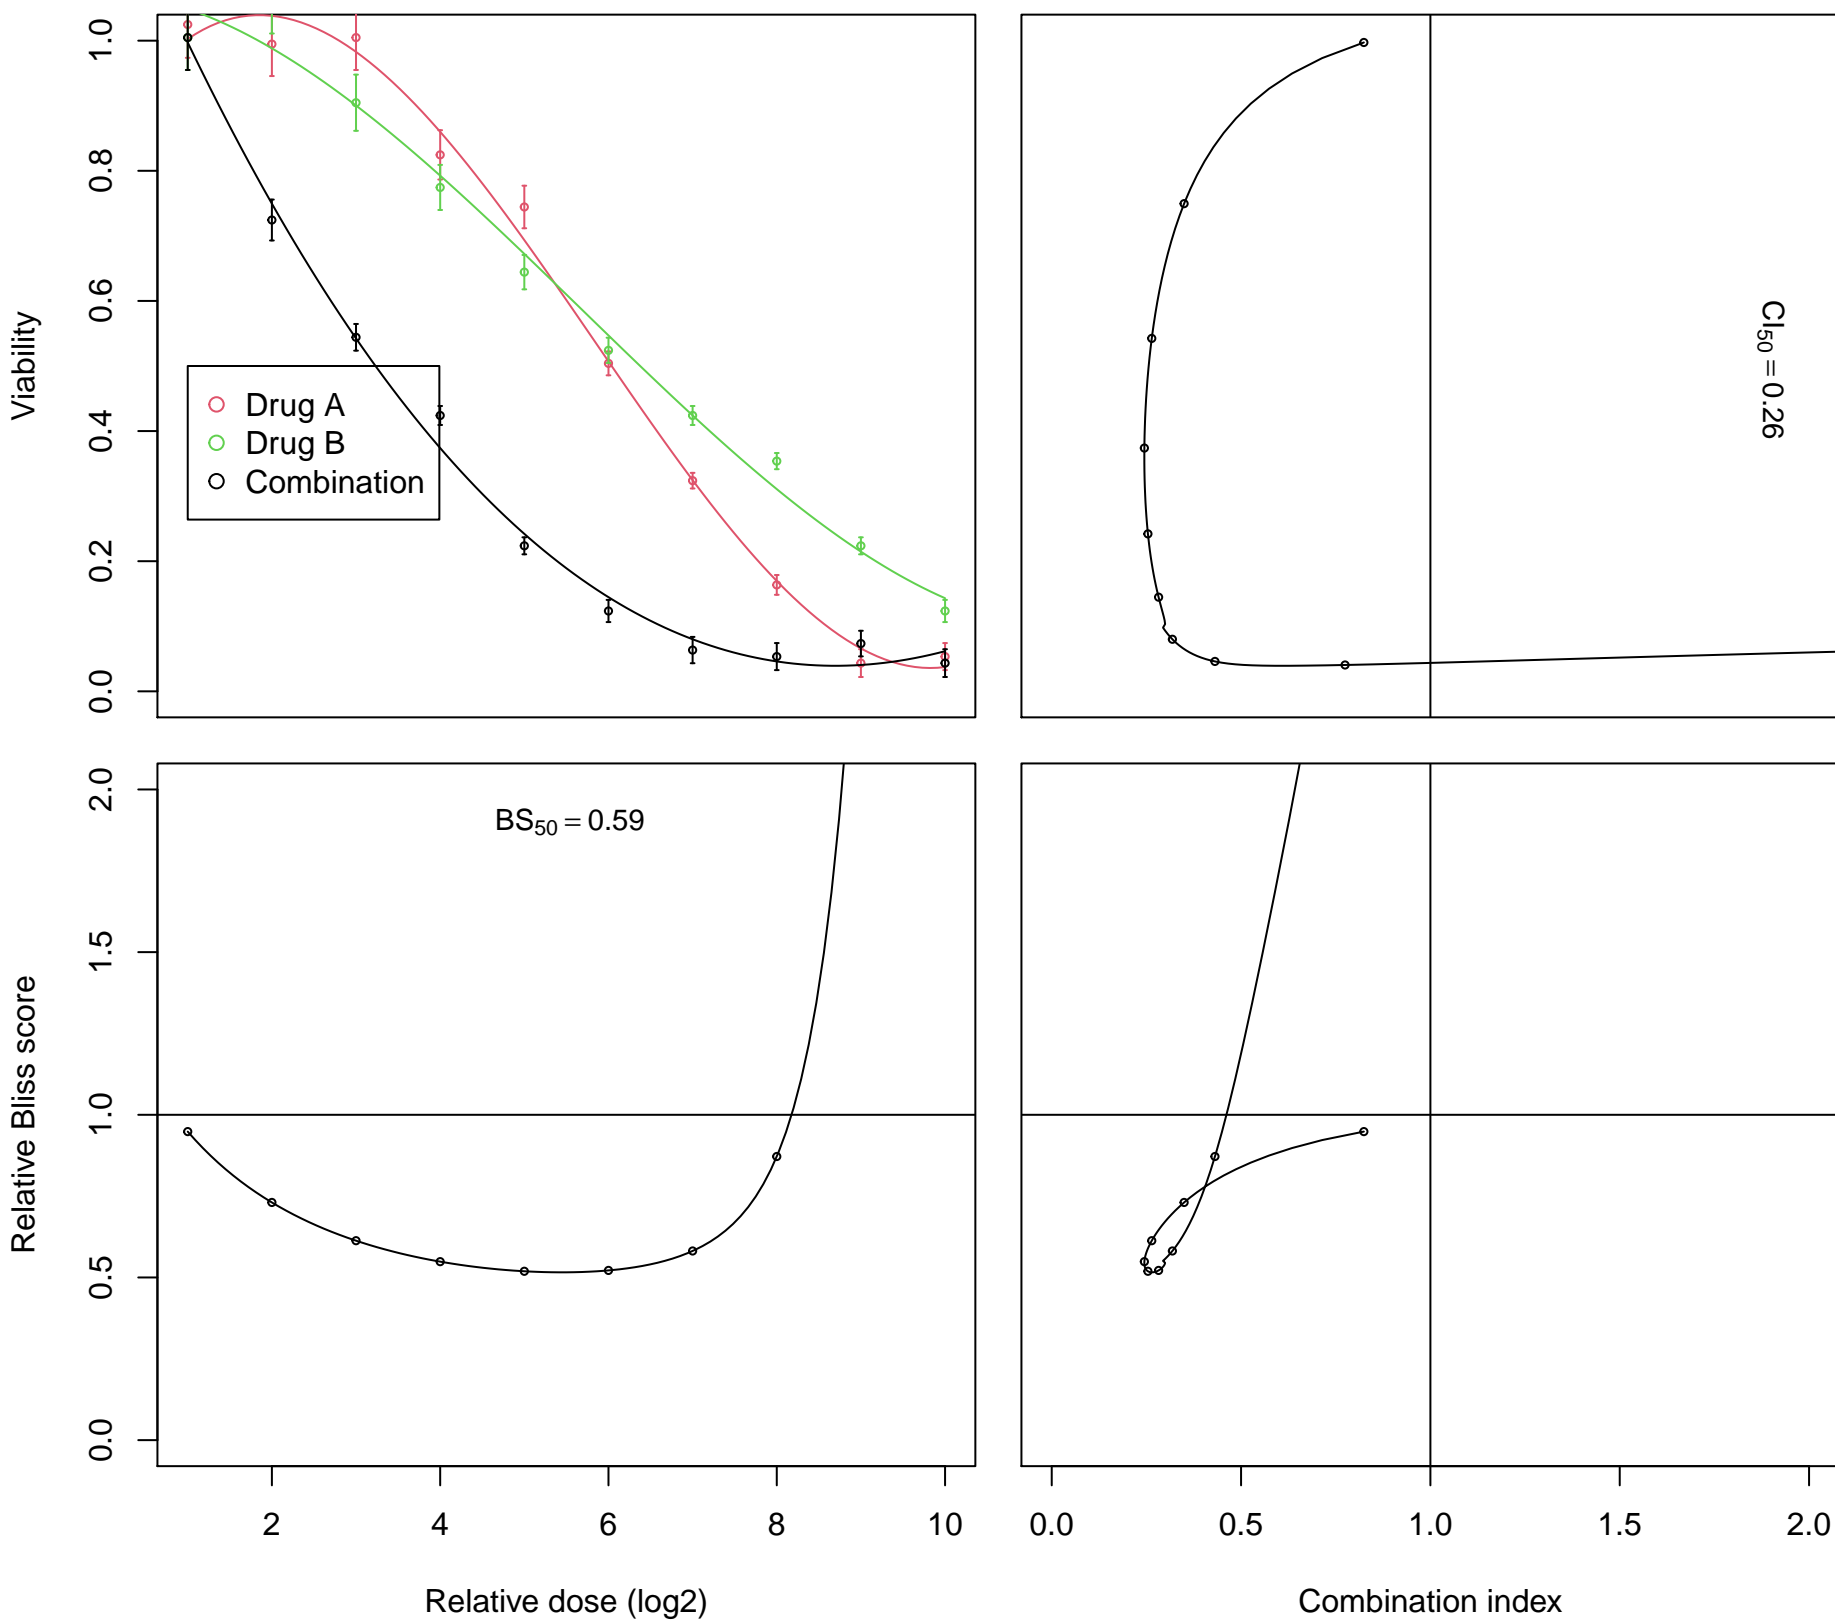 Viability
1.0
0.8
0.6
0.4
0.2
0.0
Drug A
Drug B
Combination
CI50 = 0.26
Relative Bliss score
2.0
1.5
1.0
0.5
0.0
BS50 = 0.59
2 4 6 8 10
Relative dose (log2)
0.0 0.5 1.0 1.5 2.0
Combination index